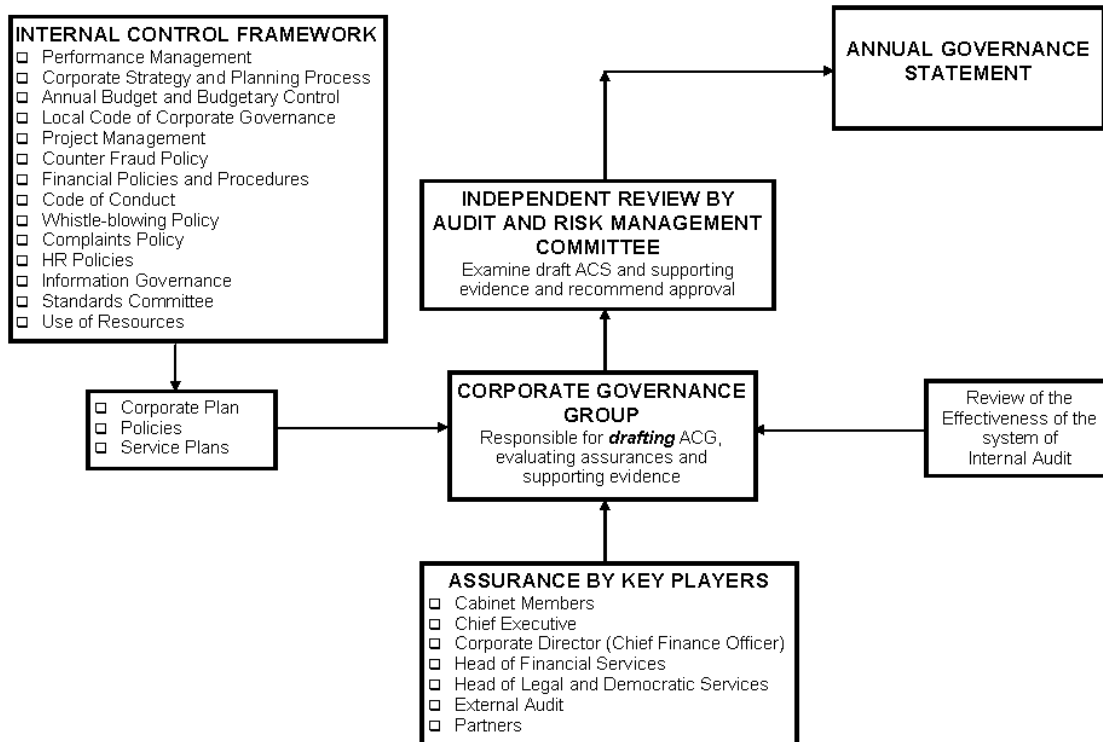 INTERNAL CONTROL FRAMEWORK
❑ Performance Management
❑ Corporate Strategy and Planning Process
❑ Annual Budget and Budgetary Control
❑ Local Code of Corporate Governance
❑ Project Management
❑ Counter Fraud Policy
❑ Financial Policies and Procedures
❑ Code of Conduct
❑ Whistle-blowing Policy
❑ Complaints Policy
❑ HR Policies
❑ Information Governance
❑ Standards Committee
❑ Use of Resources
ANNUAL GOVERNANCE
STATEMENT
INDEPENDENT REVIEW BY
AUDIT AND RISK MANAGEMENT
COMMITTEE
Examine draft ACS and supporting
evidence and recommend approval
❑ Corporate Plan
❑ Policies
❑ Service Plans
CORPORATE GOVERNANCE
GROUP
Responsible for drafting ACG,
evaluating assurances and
supporting evidence
Review of the
Effectiveness of the
system of
Internal Audit
ASSURANCE BY KEY PLAYERS
❑ Cabinet Members
❑ Chief Executive
❑ Corporate Director (Chief Finance Officer)
❑ Head of Financial Services
❑ Head of Legal and Democratic Services
❑ External Audit
❑ Partners